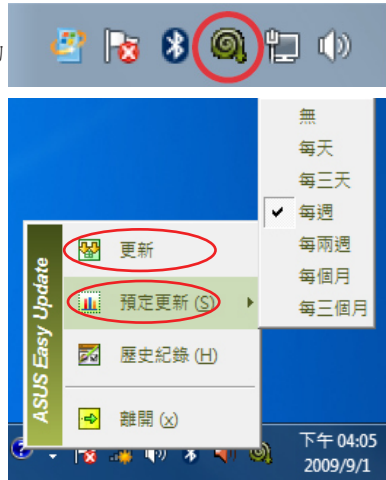 無
每天
每三天
每週
每兩週
每個月
每三個月
ASUS Easy Update
更新
預定更新 (S)
歷史紀錄 (H)
離開 (x)
下午 04:05
2009/9/1